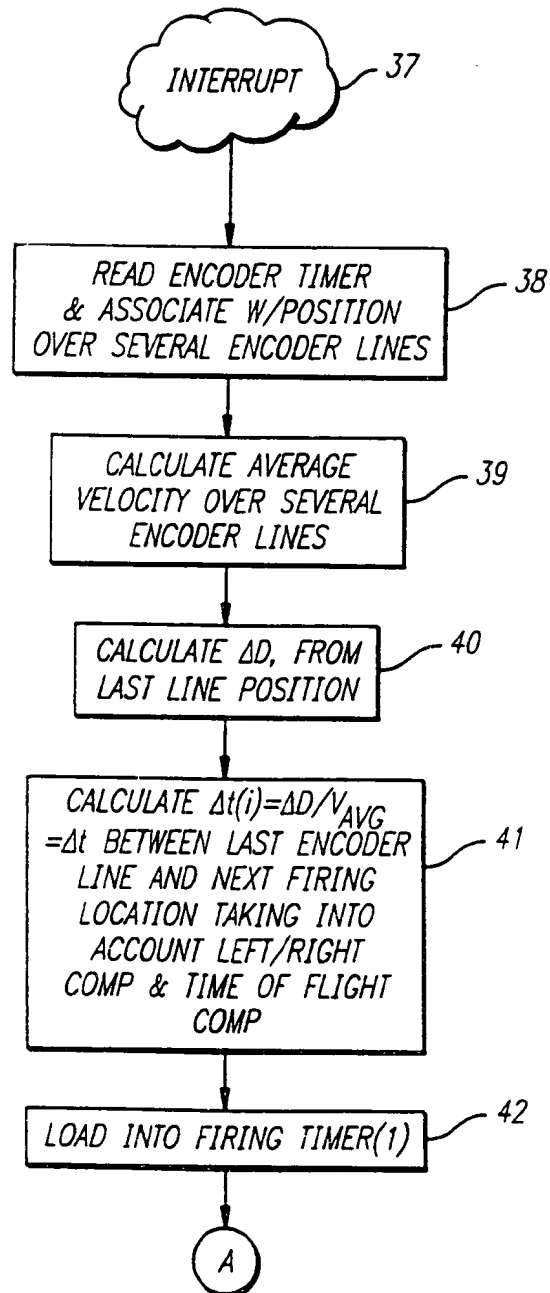 INTERRUPT
37
READ ENCODER TIMER
& ASSOCIATE W/POSITION
OVER SEVERAL ENCODER LINES
38
CALCULATE AVERAGE
VELOCITY OVER SEVERAL
ENCODER LINES
39
CALCULATE ΔD, FROM
LAST LINE POSITION
40
CALCULATE Δt(i)=ΔD/V_AVG
=Δt BETWEEN LAST ENCODER
LINE AND NEXT FIRING
LOCATION TAKING INTO
ACCOUNT LEFT/RIGHT
COMP & TIME OF FLIGHT
COMP
41
LOAD INTO FIRING TIMER(1)
42
A